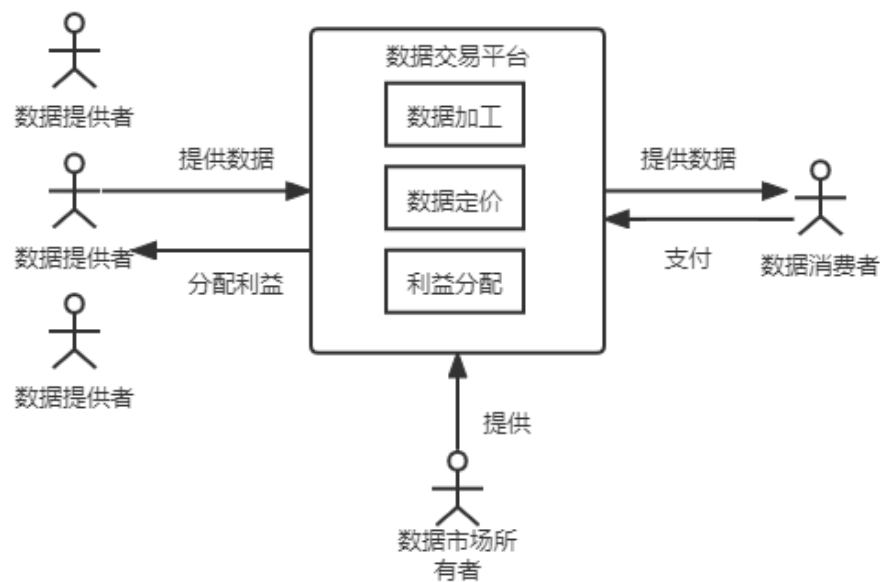 数据提供者
数据提供者
数据提供者
提供数据
分配利益
数据交易平台
数据加工
数据定价
利益分配
提供数据
支付
数据消费者
提供
数据市场所
有者